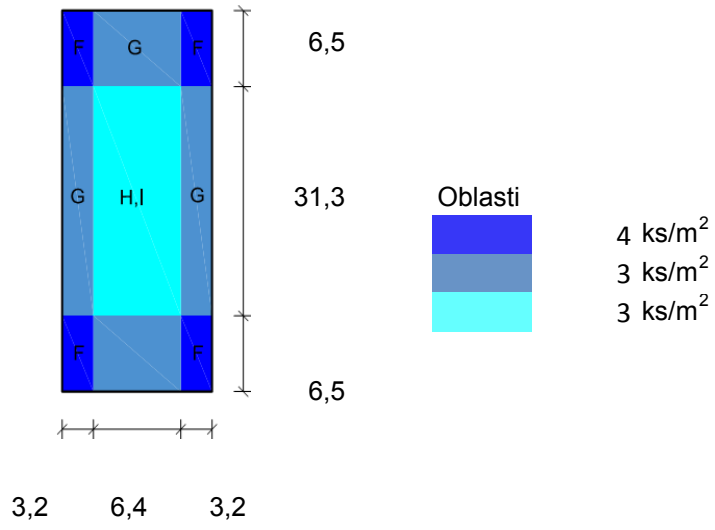 F G F 6,5
G H,I G 31,3
Oblasti
4 ks/m²
3 ks/m²
3 ks/m²
F F
6,5
3,2 6,4 3,2